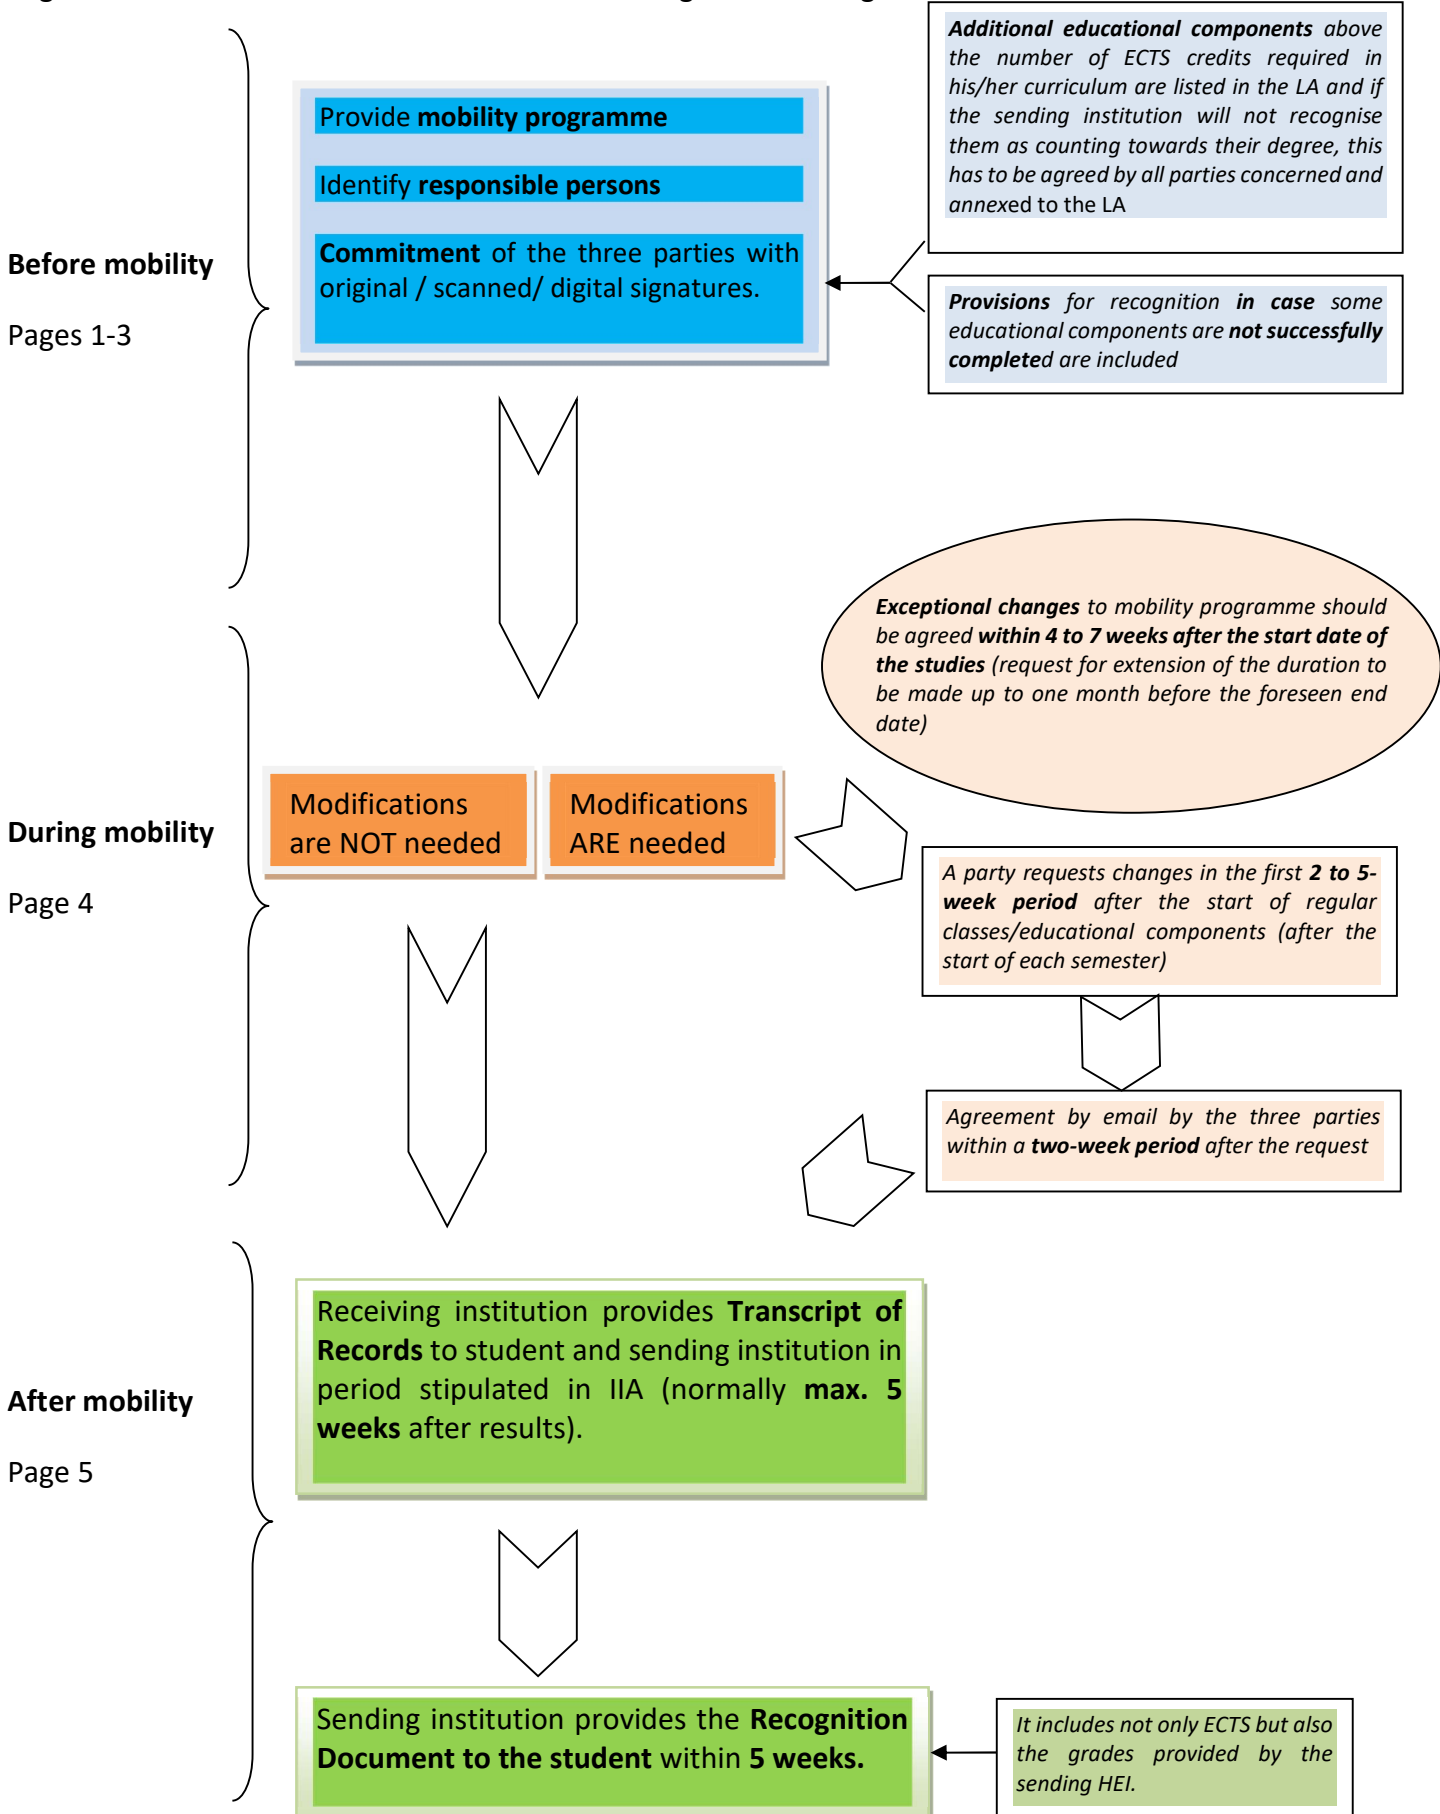 Additional educational components above
the number of ECTS credits required in
his/her curriculum are listed in the LA and if
the sending institution will not recognise
them as counting towards their degree, this
has to be agreed by all parties concerned and
annexed to the LA
Provide mobility programme
Identify responsible persons
Commitment of the three parties with
original / scanned/ digital signatures.
Before mobility
Pages 1-3
Provisions for recognition in case some
educational components are not successfully
completed are included
Exceptional changes to mobility programme should
be agreed within 4 to 7 weeks after the start date of
the studies (request for extension of the duration to
be made up to one month before the foreseen end
date)
During mobility
Page 4
Modifications
are NOT needed
Modifications
ARE needed
A party requests changes in the first 2 to 5-
week period after the start of regular
classes/educational components (after the
start of each semester)
Agreement by email by the three parties
within a two-week period after the request
After mobility
Page 5
Receiving institution provides Transcript of
Records to student and sending institution in
period stipulated in IIA (normally max. 5
weeks after results).
Sending institution provides the Recognition
Document to the student within 5 weeks.
It includes not only ECTS but also
the grades provided by the
sending HEI.